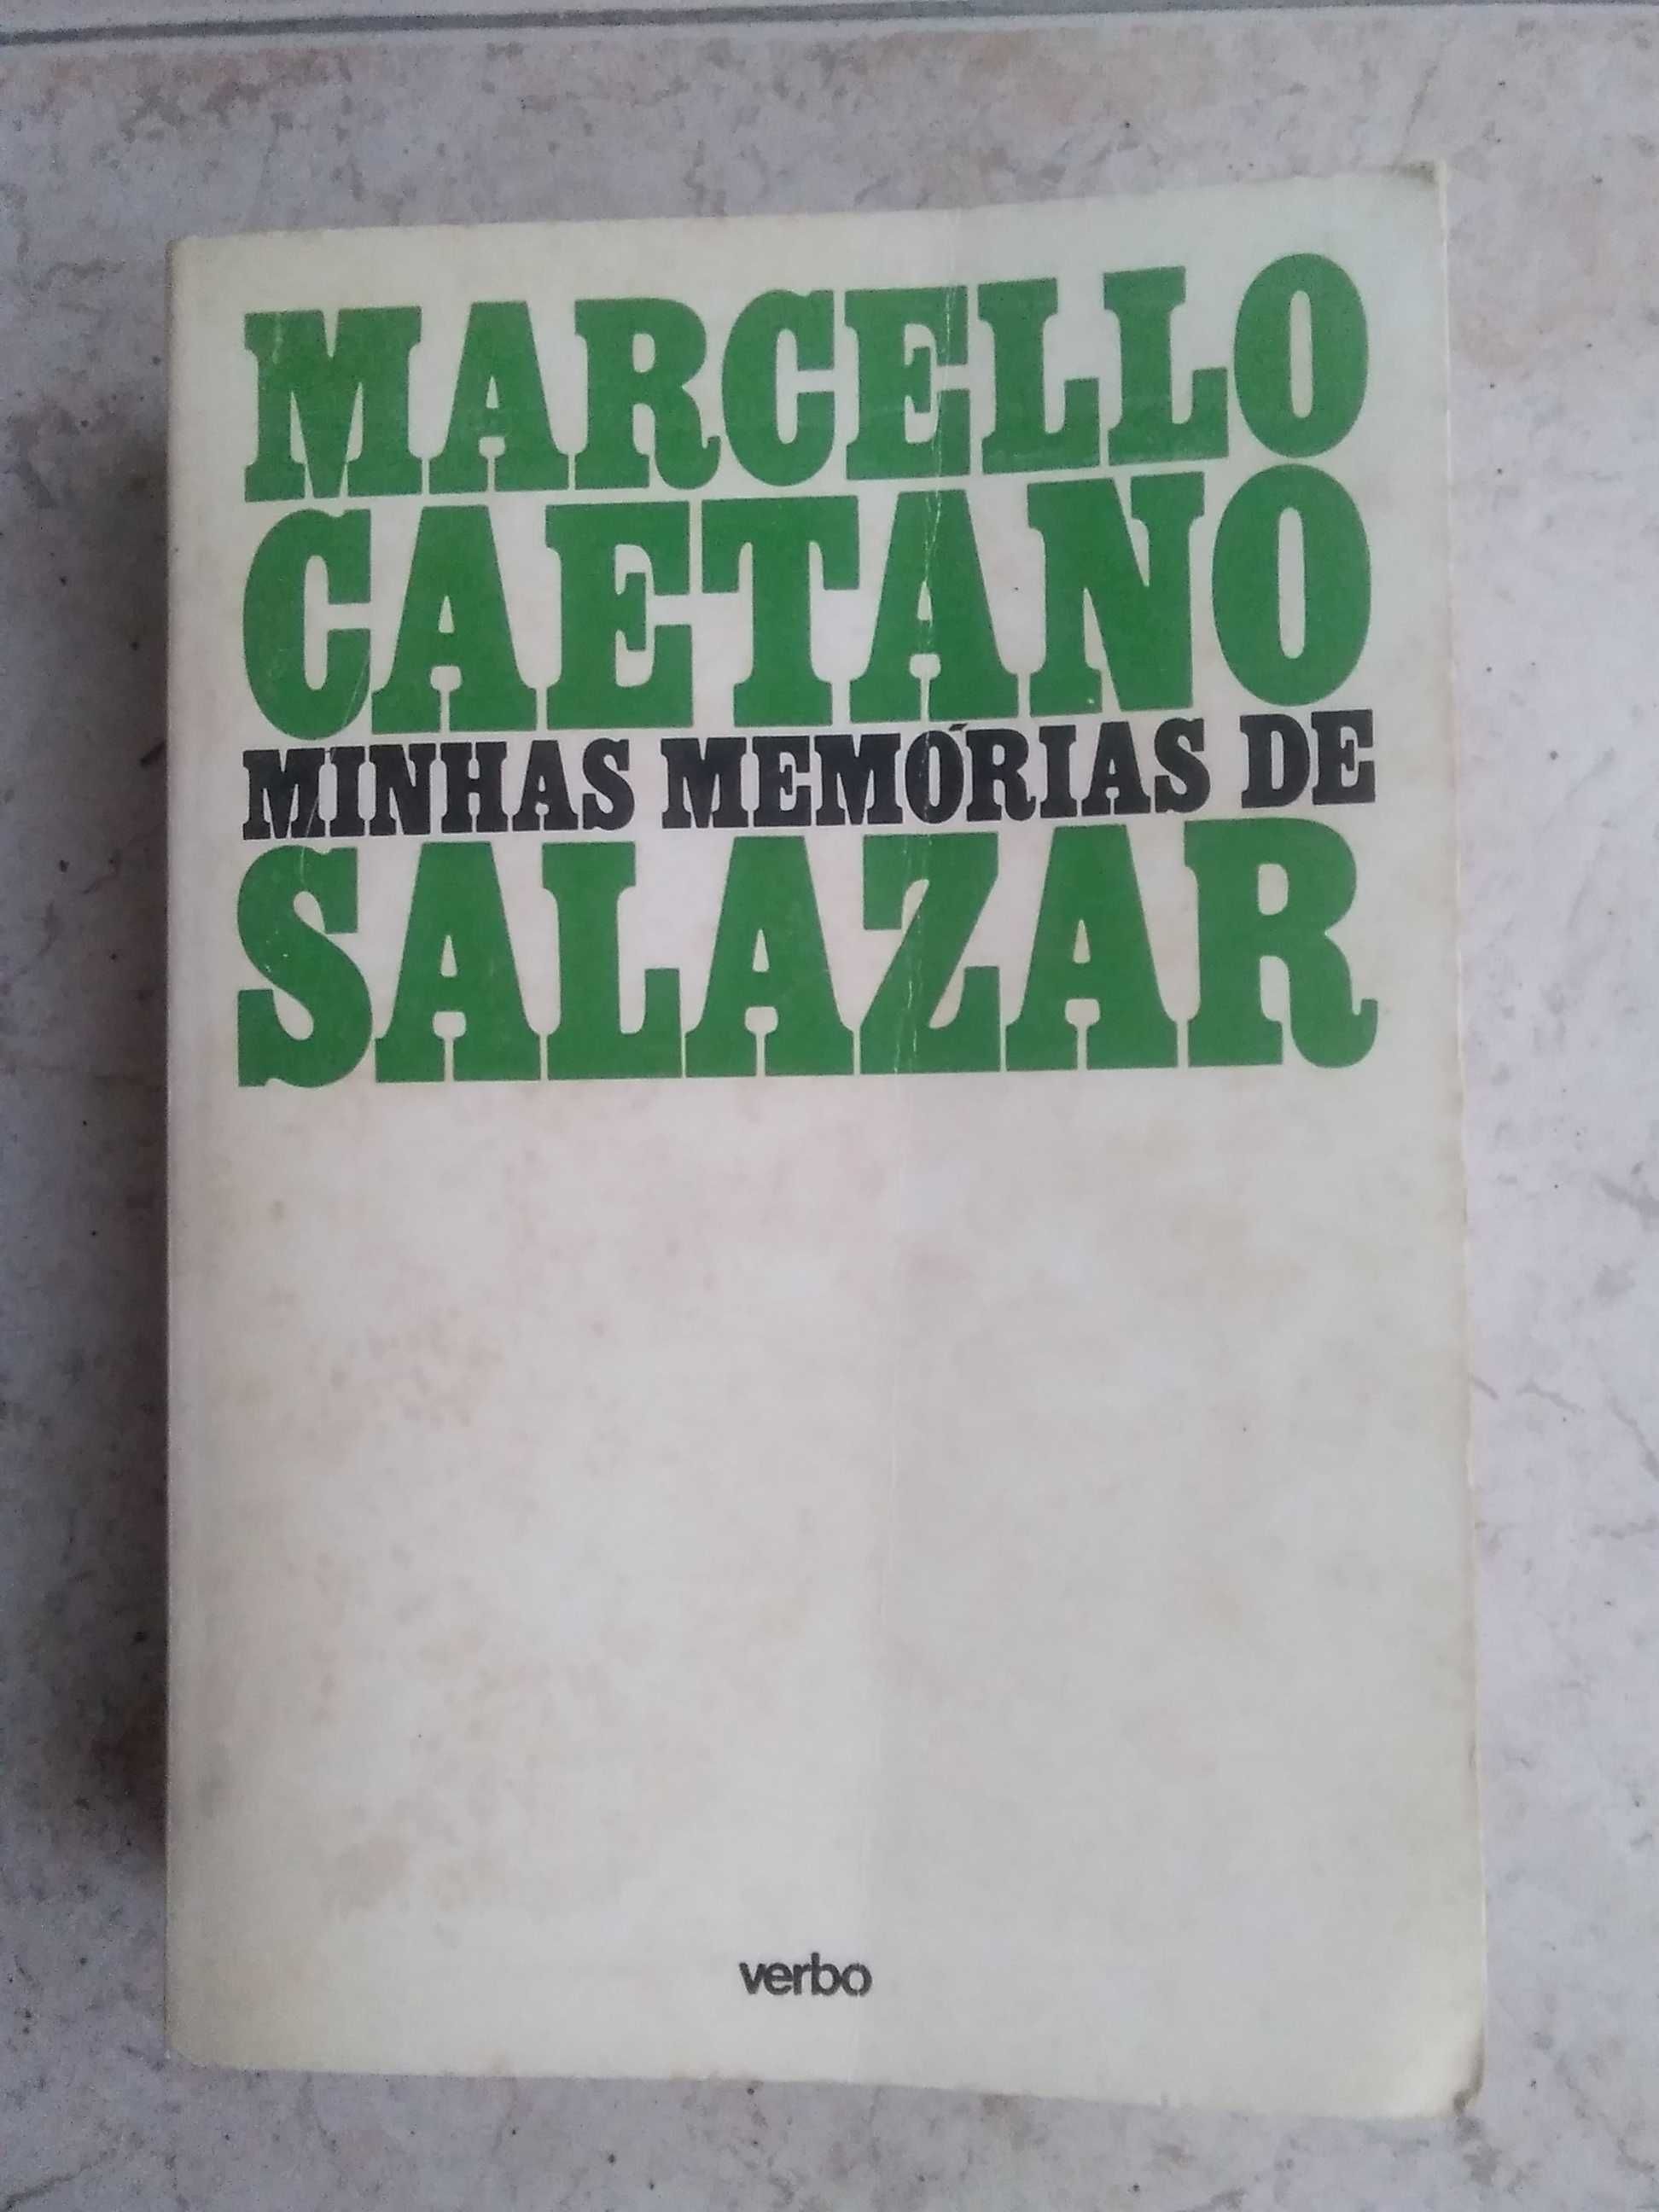 MARCELLO
CAETANO
MINHAS MEMÓRIAS DE
SALAZAR
verbo